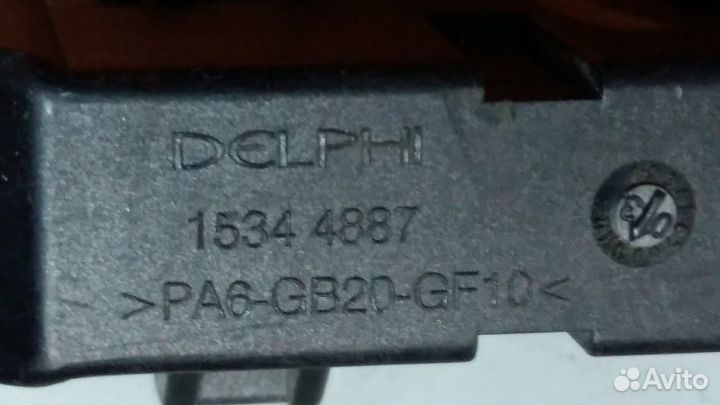 DELPHI
1534 4887
>PA6-GB20-GF10<
Avito